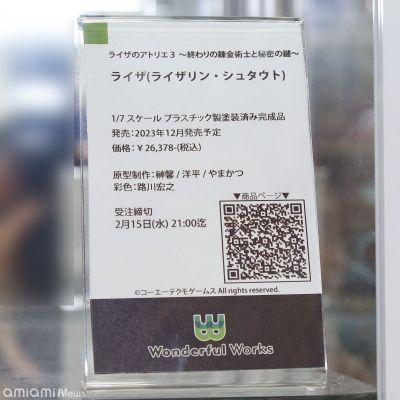 ライザのアトリエ３ ～終わりの錬金術士と秘密の鍵～
ライザ(ライザリン・シュタウト)
1/7 スケール プラスチック製塗装済み完成品
発売：2023年12月発売予定
価格：￥26,378-(税込)
原型制作：榊馨 / 洋平 / やまかつ
彩色：路川宏之
▼商品ページ▼
受注締切
2月15日(水) 21:00迄
©コーエーテクモゲームス All rights reserved.
Wonderful Works
amiami News